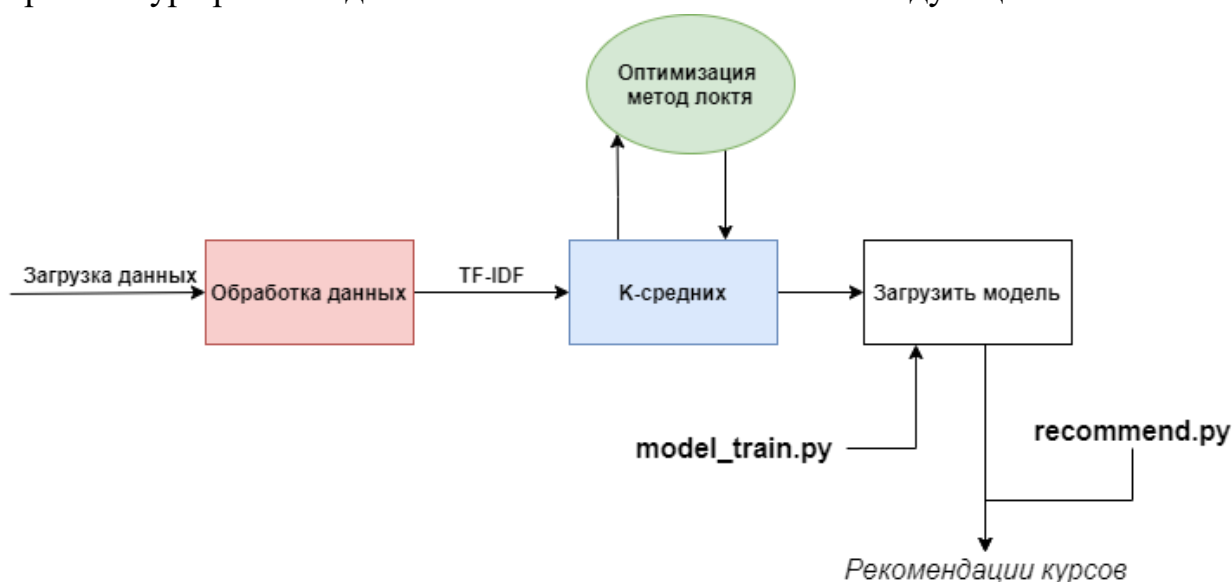 Оптимизация
метод локтя
Загрузка данных
Обработка данных
TF-IDF
K-средних
Загрузить модель
model_train.py
recommend.py
Рекомендации курсов